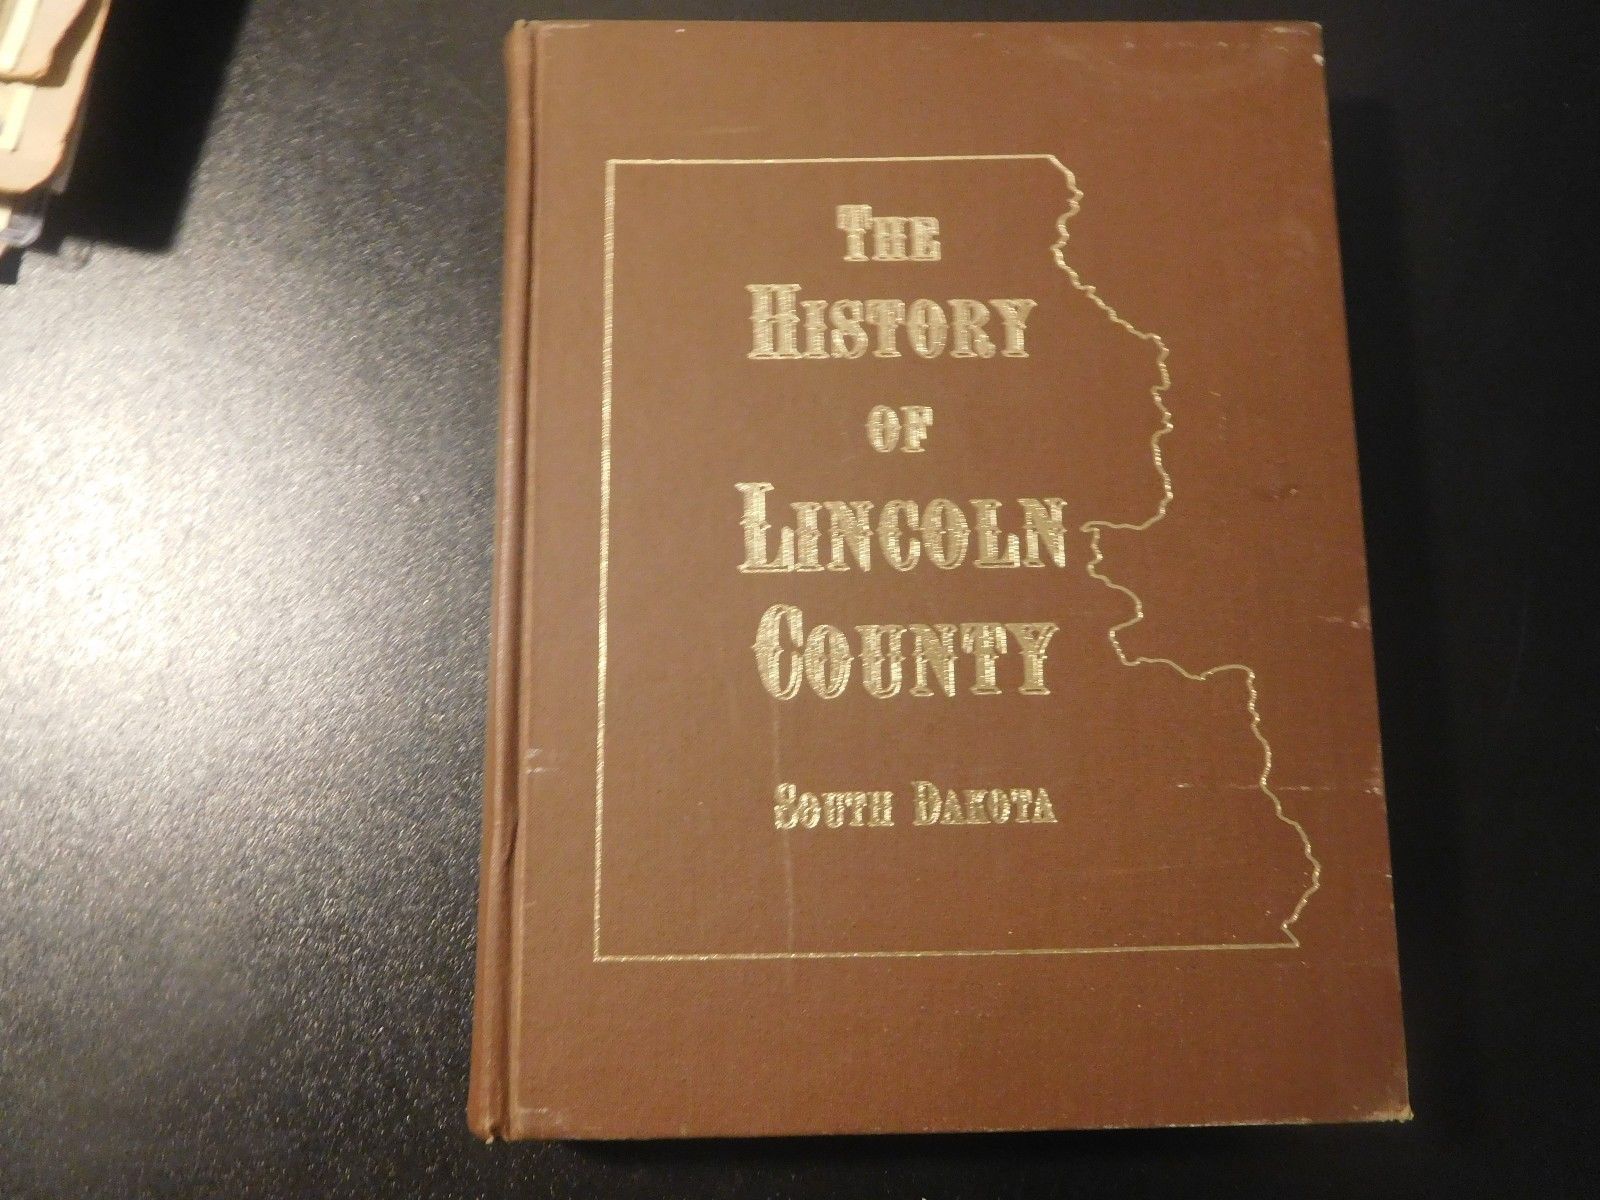 The
History
of
Lincoln
County
South Dakota